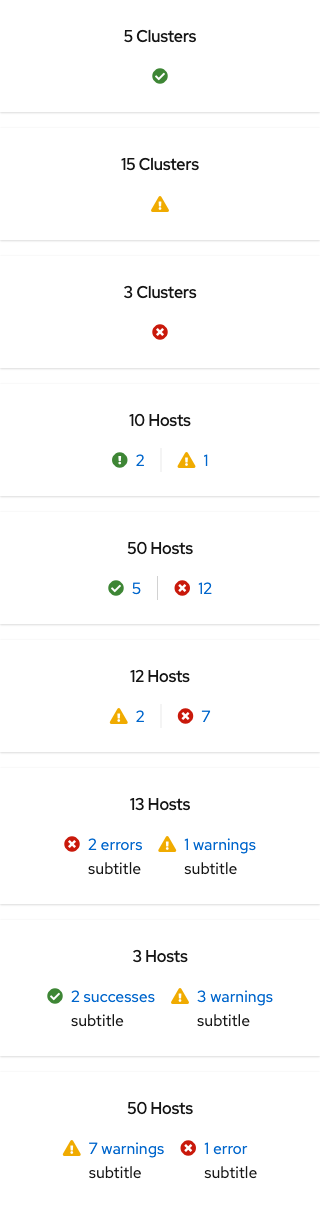 5 Clusters
15 Clusters
3 Clusters
10 Hosts
2 1
50 Hosts
5 12
12 Hosts
2 7
13 Hosts
2 errors 1 warnings
subtitle subtitle
3 Hosts
2 successes 3 warnings
subtitle subtitle
50 Hosts
7 warnings 1 error
subtitle subtitle